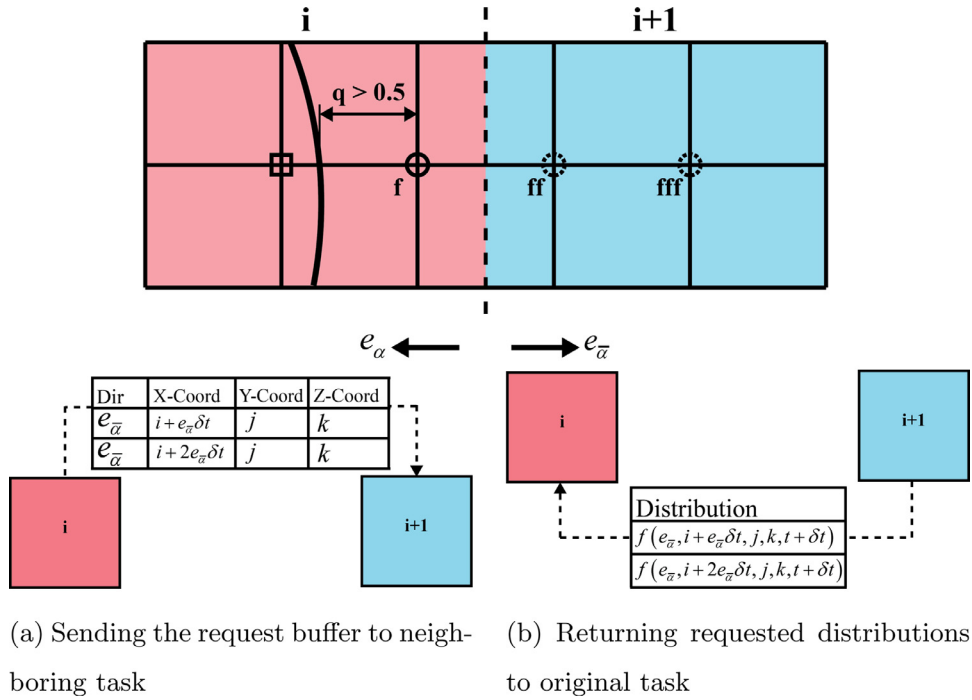 i i+1
q > 0.5
f ff fff
e_α e_ᾱ
Dir X-Coord Y-Coord Z-Coord
e_ᾱ i + e_ᾱδt j k
e_ᾱ i + 2e_ᾱδt j k
i
i+1
i
i+1
Distribution
f(e_ᾱ, i + e_ᾱδt, j, k, t + δt)
f(e_ᾱ, i + 2e_ᾱδt, j, k, t + δt)
(a) Sending the request buffer to neigh-
boring task
(b) Returning requested distributions
to original task